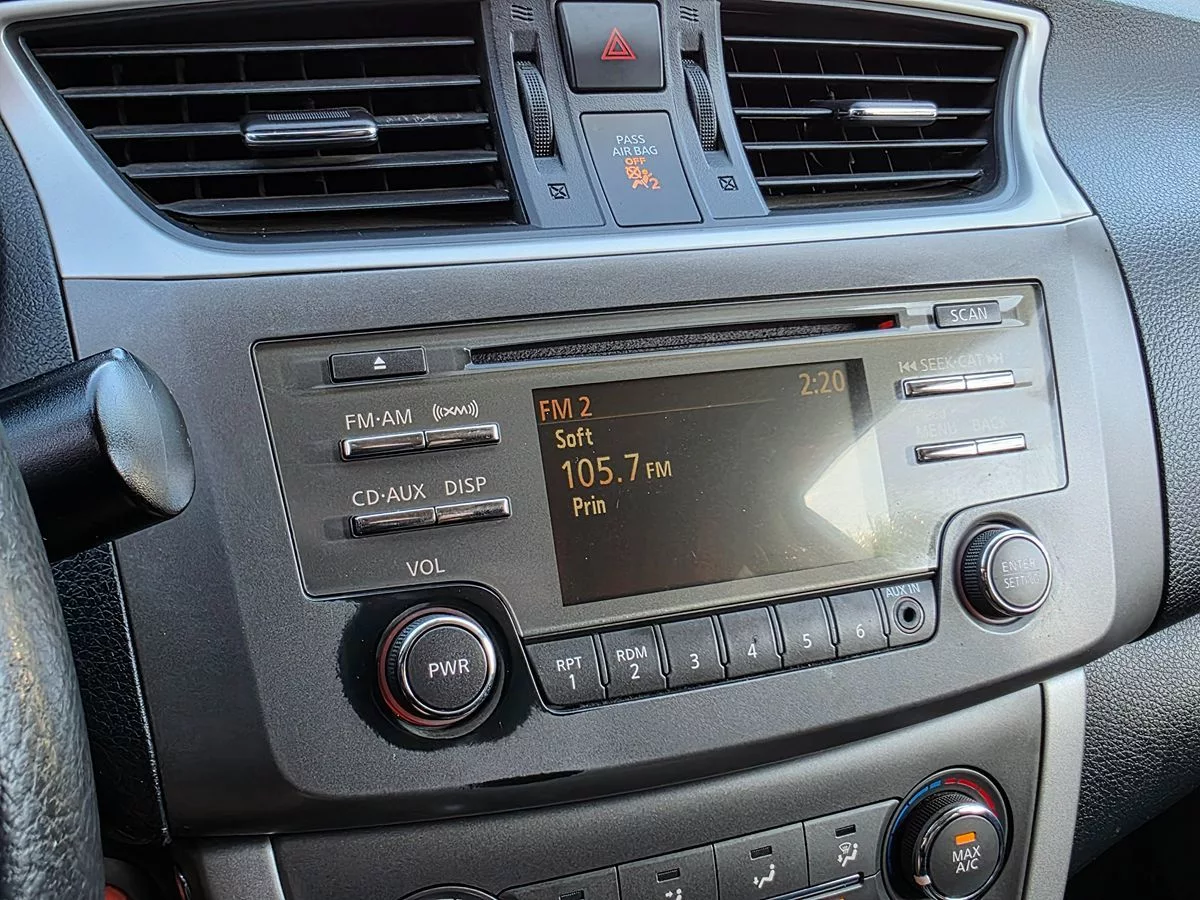 PASS
AIR BAG
OFF
2
SCAN
SEEK·CAT
2:20
FM 2
FM·AM
((XM))
Soft
105.7 FM
MENU BACK
CD·AUX DISP
Prin
VOL
ENTER
SETTING
AUX IN
PWR
RPT
1
RDM
2
3
4
5
6
MAX
A/C